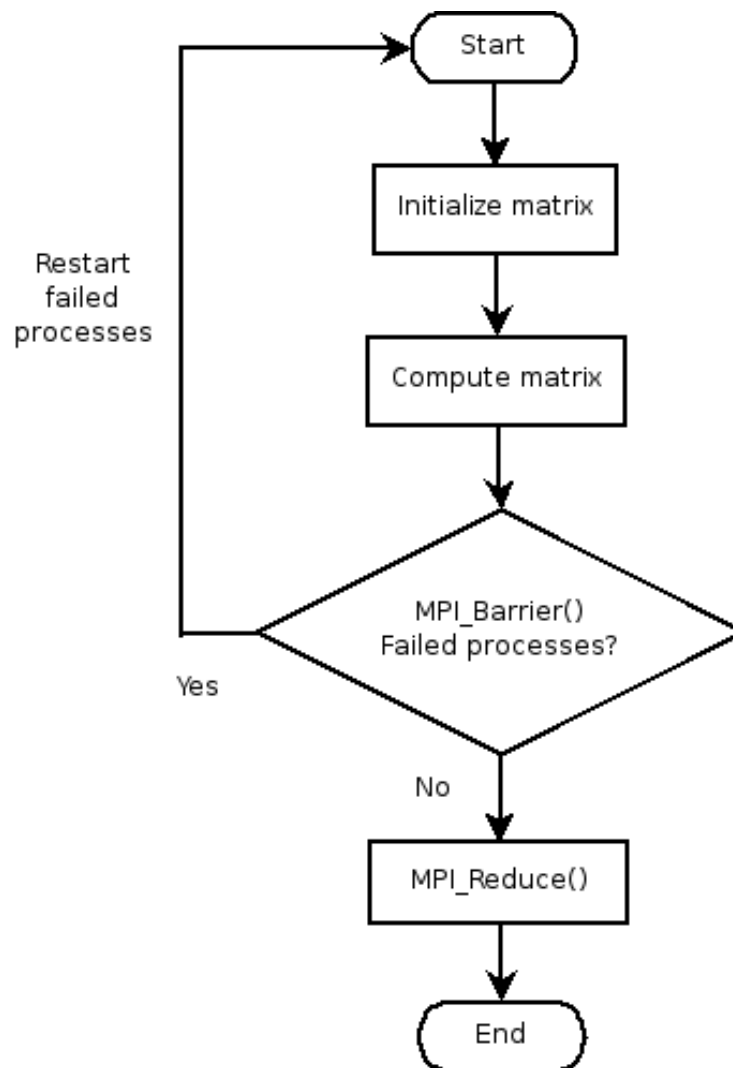 Start
Initialize matrix
Restart
failed
processes
Compute matrix
MPI_Barrier()
Failed processes?
Yes
No
MPI_Reduce()
End